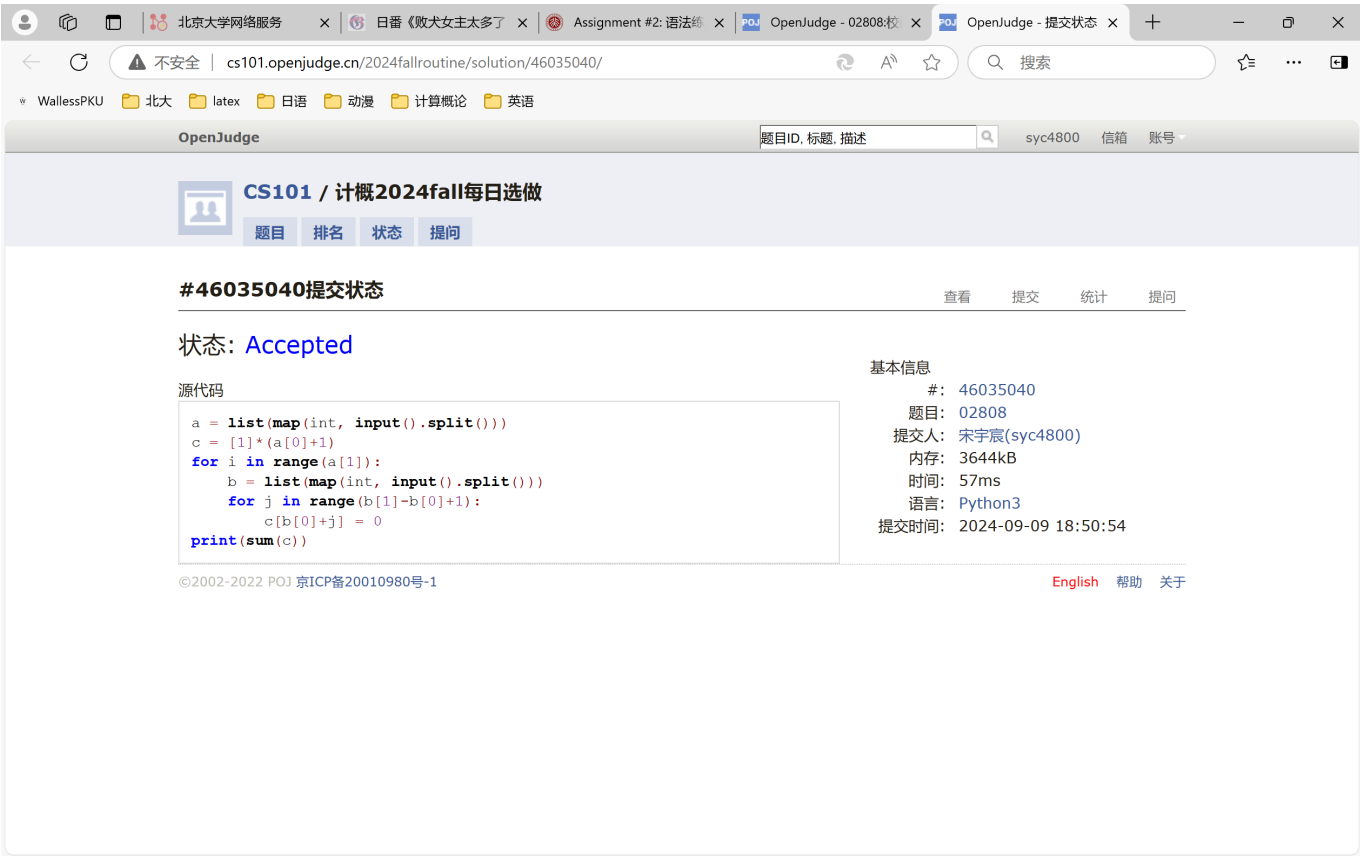 北京大学网络服务
日番《败犬女主太多了
Assignment #2: 语法练
OpenJudge - 02808:校
OpenJudge - 提交状态
不安全 cs101.openjudge.cn/2024fallroutine/solution/46035040/
搜索
WallessPKU 北大 latex 日语 动漫 计算概论 英语
OpenJudge 题目ID, 标题, 描述 syc4800 信箱 账号
CS101 / 计概2024fall每日选做
题目 排名 状态 提问
#46035040提交状态 查看 提交 统计 提问
状态: Accepted
源代码
a = list(map(int, input().split()))
c = [1]*(a[0]+1)
for i in range(a[1]):
    b = list(map(int, input().split()))
    for j in range(b[1]-b[0]+1):
        c[b[0]+j] = 0
print(sum(c))
基本信息
#: 46035040
题目: 02808
提交人: 宋宇宸(syc4800)
内存: 3644kB
时间: 57ms
语言: Python3
提交时间: 2024-09-09 18:50:54
©2002-2022 POJ 京ICP备20010980号-1 English 帮助 关于